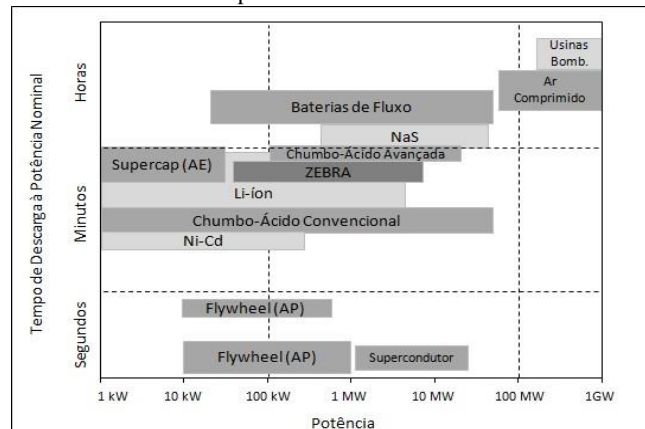 Usinas
Bomb.
Ar
Comprimido
Baterias de Fluxo
NaS
Chumbo-Ácido Avançada
Supercap (AE)
ZEBRA
Li-íon
Chumbo-Ácido Convencional
Ni-Cd
Flywheel (AP)
Flywheel (AP)
Supercondutor
Tempo de Descarga à Potência Nominal
Horas
Minutos
Segundos
1 kW 10 kW 100 kW 1 MW 10 MW 100 MW 1GW
Potência